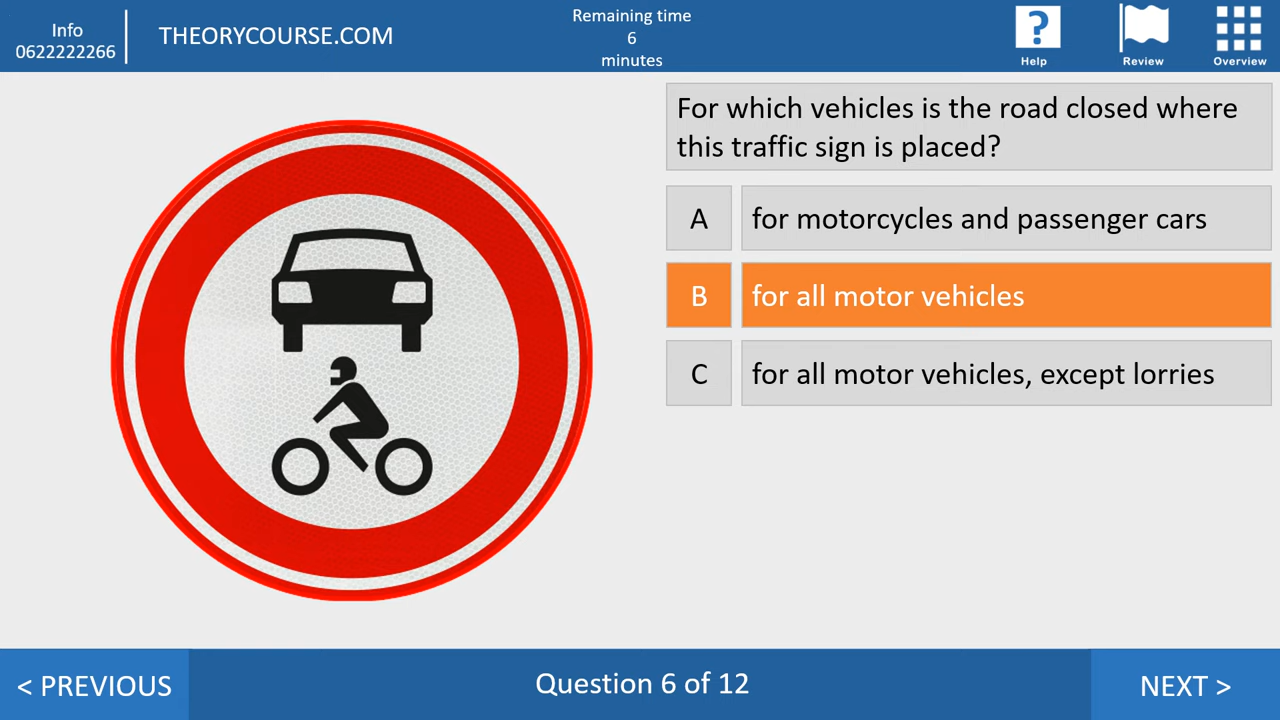 Info
0622222266
THEORYCOURSE.COM
Remaining time
6
minutes
Help
Review
Overview
For which vehicles is the road closed where
this traffic sign is placed?
A
for motorcycles and passenger cars
B
for all motor vehicles
C
for all motor vehicles, except lorries
< PREVIOUS
Question 6 of 12
NEXT >